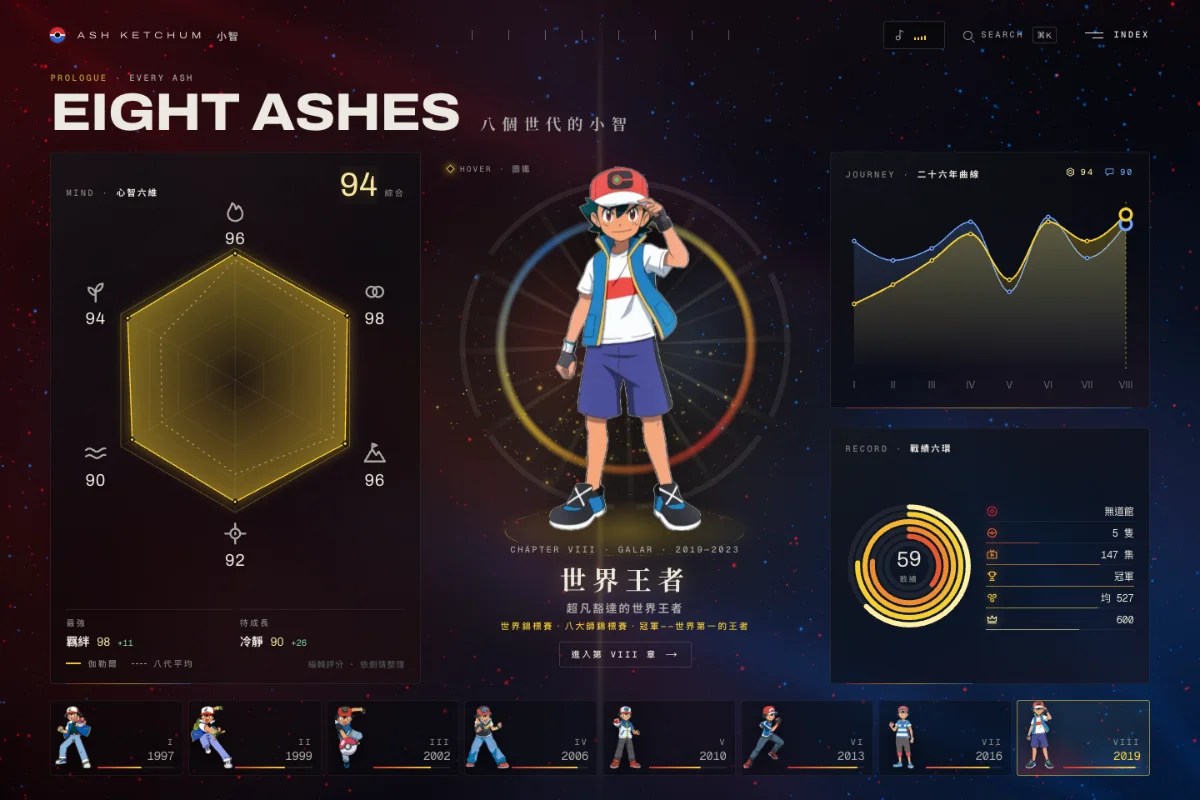 ASH KETCHUM 小智
SEARCH ⌘K
INDEX
PROLOGUE · EVERY ASH
EIGHT ASHES 八個世代的小智
MIND · 心智六維
94 綜合
96
98
96
92
90
94
最強
羈絆 98 +11
待成長
冷靜 90 +26
伽勒爾 八代平均
編輯評分 · 依劇情整理
HOVER · 圖鑑
CHAPTER VIII · GALAR · 2019–2023
世界王者
超凡豁達的世界王者
世界錦標賽·八大師錦標賽·冠軍——世界第一的王者
進入第 VIII 章 →
JOURNEY · 二十六年曲線
94 90
I II III IV V VI VII VIII
RECORD · 戰績六環
59
戰績
無道館
5 隻
147 集
冠軍
均 527
600
I
1997
II
1999
III
2002
IV
2006
V
2010
VI
2013
VII
2016
VIII
2019